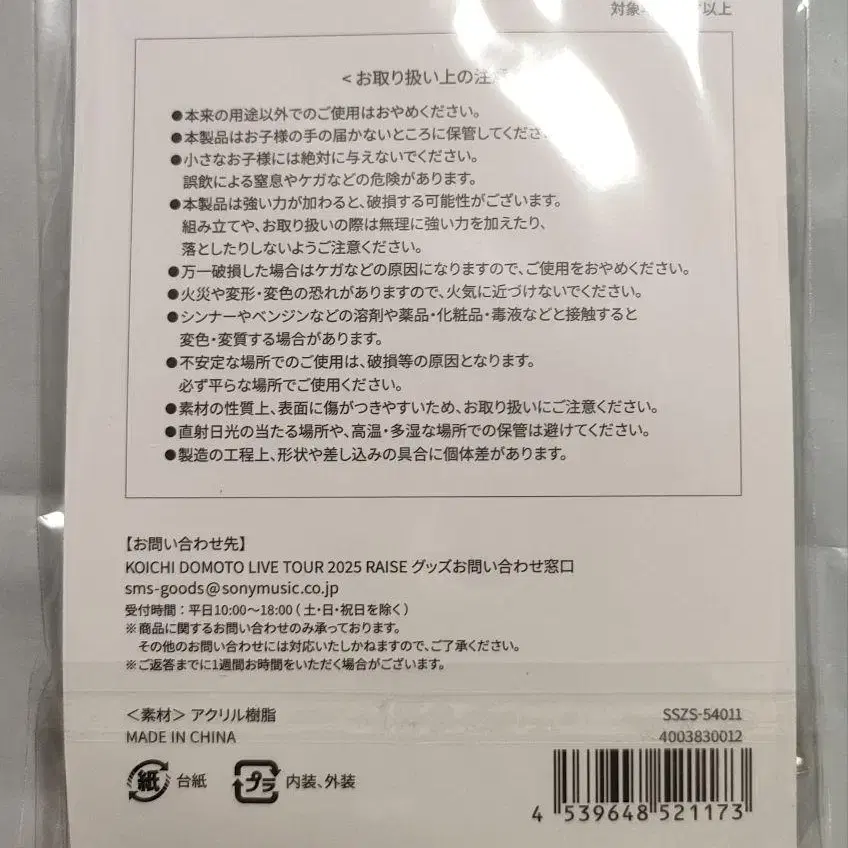 対象 以上
<お取り扱い上の注
●本来の用途以外でのご使用はおやめください。
●本製品はお子様の手の届かないところに保管してくださ
●小さなお子様には絶対に与えないでください。
誤飲による窒息やケガなどの危険があります。
●本製品は強い力が加わると、破損する可能性がございます。
組み立てや、お取り扱いの際は無理に強い力を加えたり、
落としたりしないようご注意ください。
●万一破損した場合はケガなどの原因になりますので、ご使用をおやめください。
●火災や変形・変色の恐れがありますので、火気に近づけないでください。
●シンナーやベンジンなどの溶剤や薬品・化粧品・毒液などと接触すると
変色・変質する場合があります。
●不安定な場所でのご使用は、破損等の原因となります。
必ず平らな場所でご使用ください。
●素材の性質上、表面に傷がつきやすいため、お取り扱いにご注意ください。
●直射日光の当たる場所や、高温・多湿な場所での保管は避けてください。
●製造の工程上、形状や差し込みの具合に個体差があります。
【お問い合わせ先】
KOICHI DOMOTO LIVE TOUR 2025 RAISE グッズお問い合わせ窓口
sms-goods@sonymusic.co.jp
受付時間：平日10:00〜18:00（土・日・祝日を除く）
※商品に関するお問い合わせのみ承っております。
その他のお問い合わせには対応いたしかねますので、ご了承ください。
※ご返答までに1週間お時間をいただく場合がございます。
＜素材＞アクリル樹脂
SSZS-54011
MADE IN CHINA
4003830012
紙 台紙 プラ 内装、外装
4 539648 521173